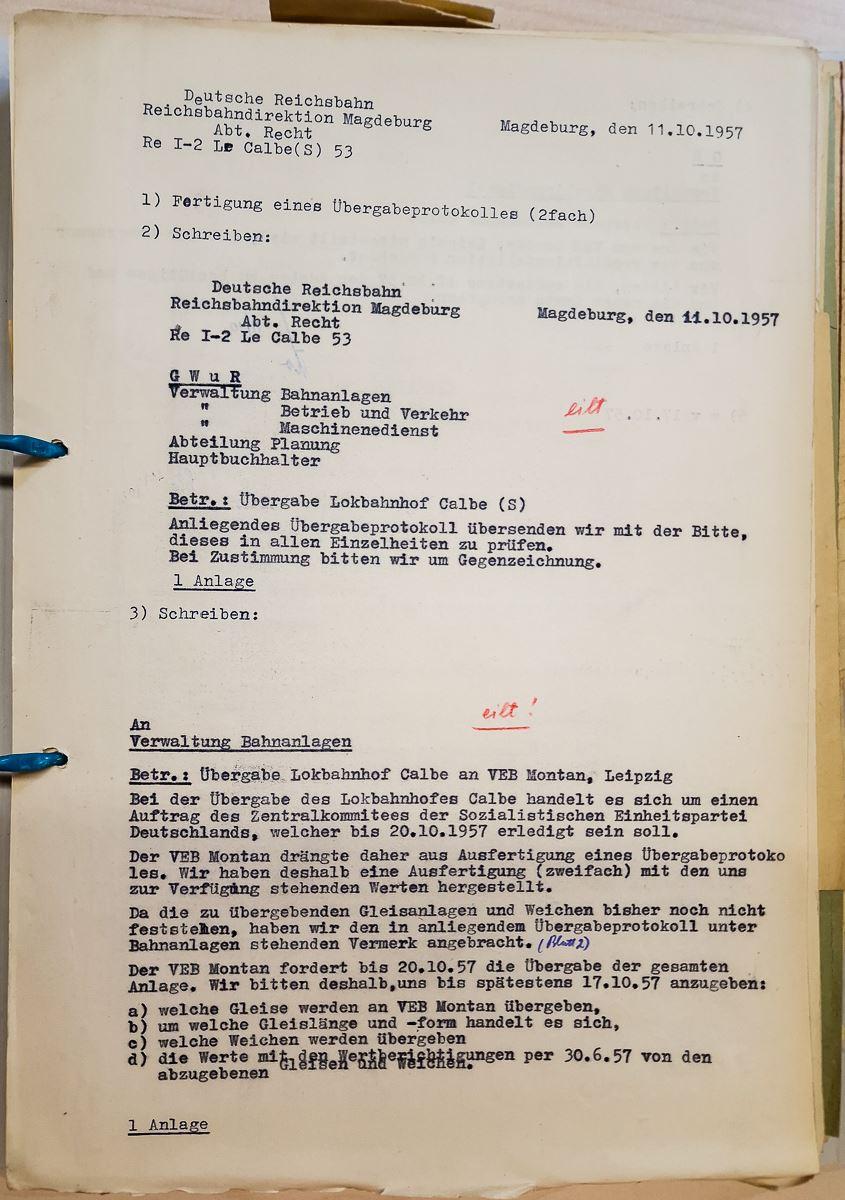 Deutsche Reichsbahn
Reichsbahndirektion Magdeburg
Abt. Recht
Re I-2 Le Calbe(S) 53
Magdeburg, den 11.10.1957
1) Fertigung eines Übergabeprotokolles (2fach)
2) Schreiben:
Deutsche Reichsbahn
Reichsbahndirektion Magdeburg
Abt. Recht
Re I-2 Le Calbe 53
Magdeburg, den 11.10.1957
G W u R
Verwaltung Bahnanlagen
" Betrieb und Verkehr
" Maschinenedienst
Abteilung Planung
Hauptbuchhalter
eilt
Betr.: Übergabe Lokbahnhof Calbe (S)
Anliegendes Übergabeprotokoll übersenden wir mit der Bitte,
dieses in allen Einzelheiten zu prüfen.
Bei Zustimmung bitten wir um Gegenzeichnung.
1 Anlage
3) Schreiben:
eilt!
An
Verwaltung Bahnanlagen
Betr.: Übergabe Lokbahnhof Calbe an VEB Montan, Leipzig
Bei der Übergabe des Lokbahnhofes Calbe handelt es sich um einen
Auftrag des Zentralkommitees der Sozialistischen Einheitspartei
Deutschlands, welcher bis 20.10.1957 erledigt sein soll.
Der VEB Montan drängte daher aus Ausfertigung eines Übergabeprotoko
les. Wir haben deshalb eine Ausfertigung (zweifach) mit den uns
zur Verfügung stehenden Werten hergestellt.
Da die zu übergebenden Gleisanlagen und Weichen bisher noch nicht
feststehen, haben wir den in anliegendem Übergabeprotokoll unter
Bahnanlagen stehenden Vermerk angebracht. (Blatt 2)
Der VEB Montan fordert bis 20.10.57 die Übergabe der gesamten
Anlage. Wir bitten deshalb,uns bis spätestens 17.10.57 anzugeben:
a) welche Gleise werden an VEB Montan übergeben,
b) um welche Gleislänge und -form handelt es sich,
c) welche Weichen werden übergeben
d) die Werte mit den Wertberichtigungen per 30.6.57 von den
abzugebenen Gleisen und Weichen.
1 Anlage